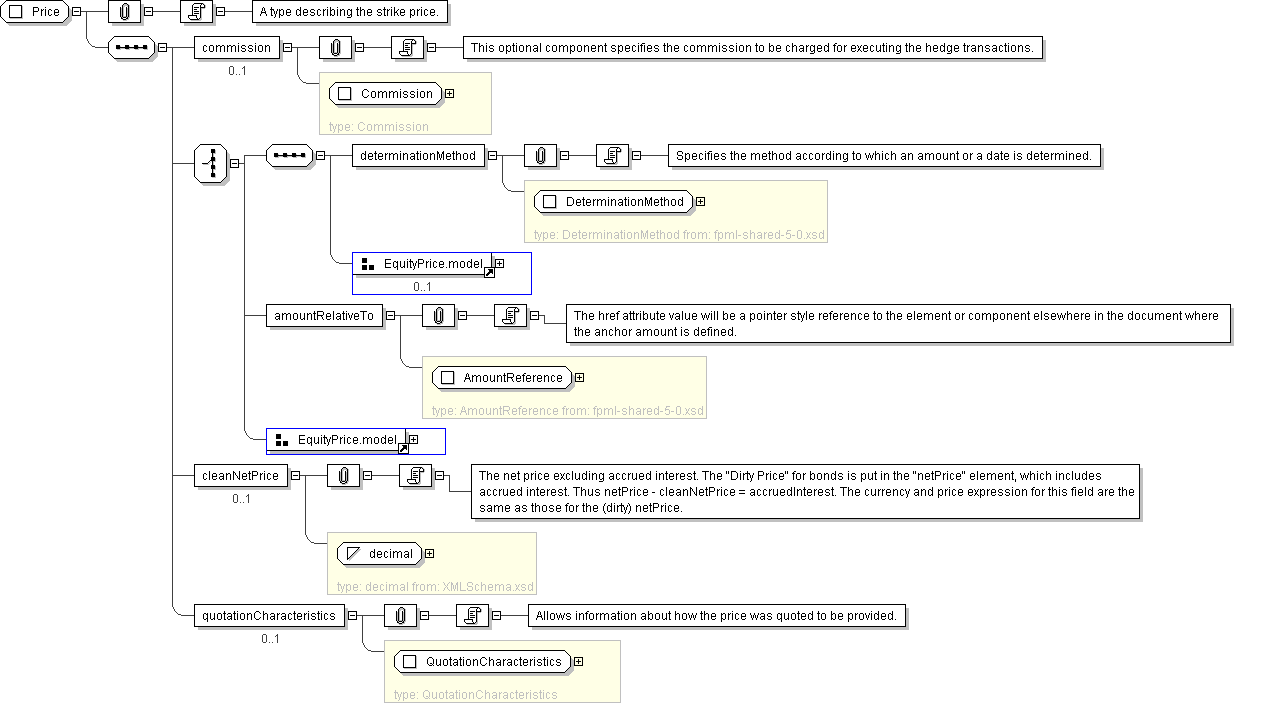 Price
A type describing the strike price.
commission
This optional component specifies the commission to be charged for executing the hedge transactions.
0..1
Commission
type: Commission
determinationMethod
Specifies the method according to which an amount or a date is determined.
DeterminationMethod
type: DeterminationMethod from: fpml-shared-5-0.xsd
EquityPrice.model
0..1
amountRelativeTo
The href attribute value will be a pointer style reference to the element or component elsewhere in the document where
the anchor amount is defined.
AmountReference
type: AmountReference from: fpml-shared-5-0.xsd
EquityPrice.model
cleanNetPrice
0..1
The net price excluding accrued interest. The "Dirty Price" for bonds is put in the "netPrice" element, which includes
accrued interest. Thus netPrice - cleanNetPrice = accruedInterest. The currency and price expression for this field are the
same as those for the (dirty) netPrice.
decimal
type: decimal from: XMLSchema.xsd
quotationCharacteristics
Allows information about how the price was quoted to be provided.
0..1
QuotationCharacteristics
type: QuotationCharacteristics